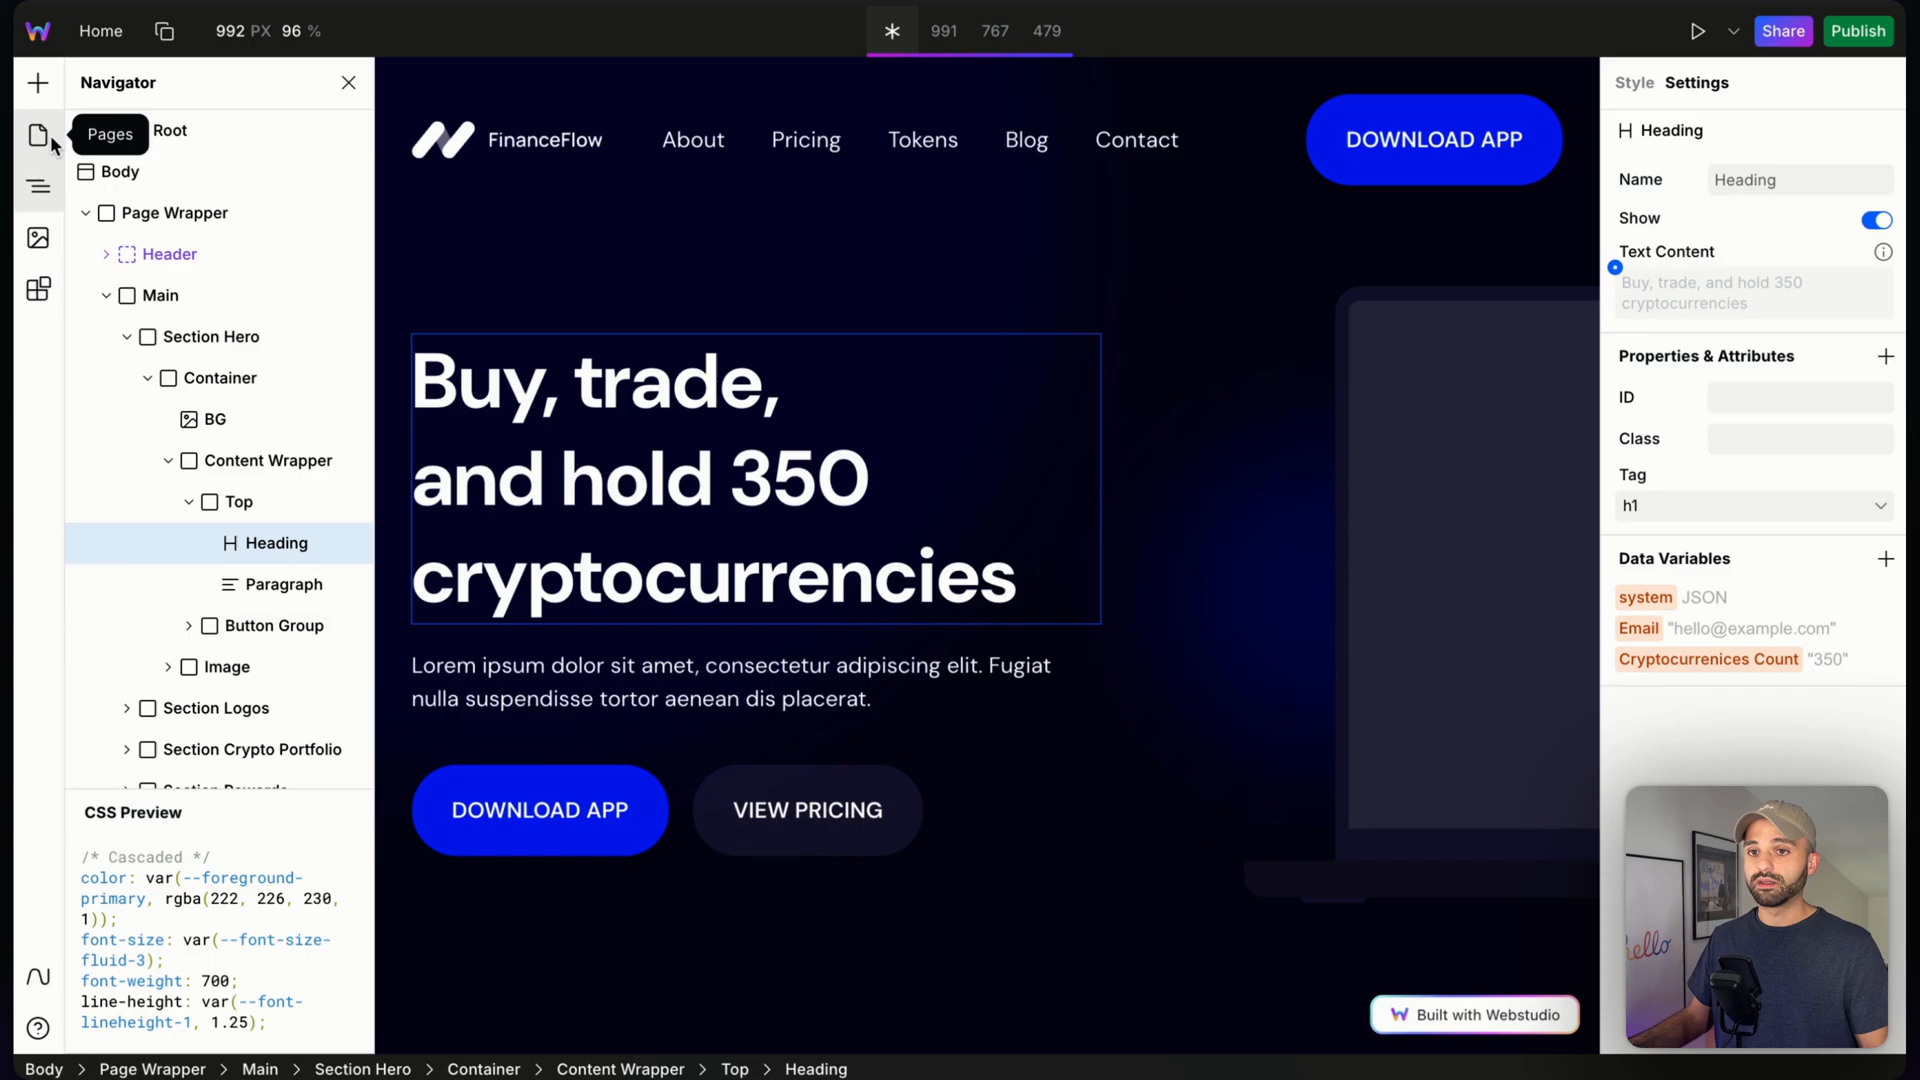 Home
992 PX 96 %
991 767 479
Share
Publish
Navigator
Pages
Root
Body
Page Wrapper
Header
Main
Section Hero
Container
BG
Content Wrapper
Top
Heading
Paragraph
Button Group
Image
Section Logos
Section Crypto Portfolio
CSS Preview
/* Cascaded */
color: var(--foreground-
primary, rgba(222, 226, 230,
1));
font-size: var(--font-size-
fluid-3);
font-weight: 700;
line-height: var(--font-
lineheight-1, 1.25);
FinanceFlow
About
Pricing
Tokens
Blog
Contact
DOWNLOAD APP
Buy, trade,
and hold 350
cryptocurrencies
Lorem ipsum dolor sit amet, consectetur adipiscing elit. Fugiat
nulla suspendisse tortor aenean dis placerat.
DOWNLOAD APP
VIEW PRICING
Built with Webstudio
Style Settings
Heading
Name Heading
Show
Text Content
Buy, trade, and hold 350
cryptocurrencies
Properties & Attributes
ID
Class
Tag
h1
Data Variables
system JSON
Email "hello@example.com"
Cryptocurrenices Count "350"
hello
Body > Page Wrapper > Main > Section Hero > Container > Content Wrapper > Top > Heading